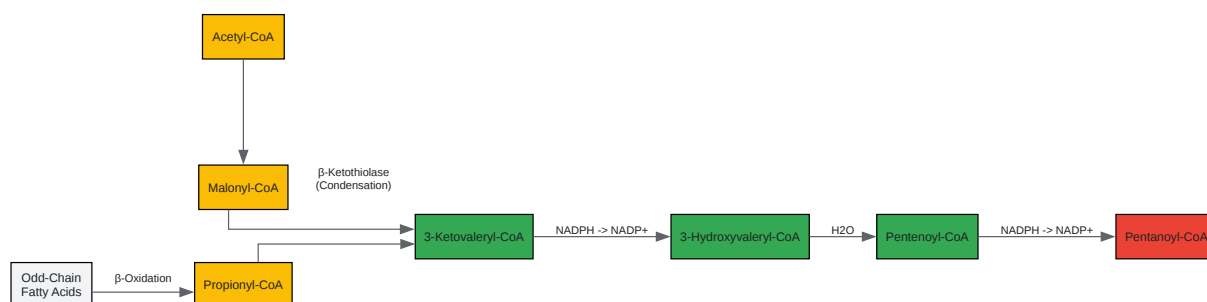 Acetyl-CoA
Malonyl-CoA
β-Ketothiolase
(Condensation)
3-Ketovaleryl-CoA
NADPH -> NADP+
3-Hydroxyvaleryl-CoA
H2O
Pentenoyl-CoA
NADPH -> NADP+
Pentanoyl-CoA
Odd-Chain
Fatty Acids
β-Oxidation
Propionyl-CoA